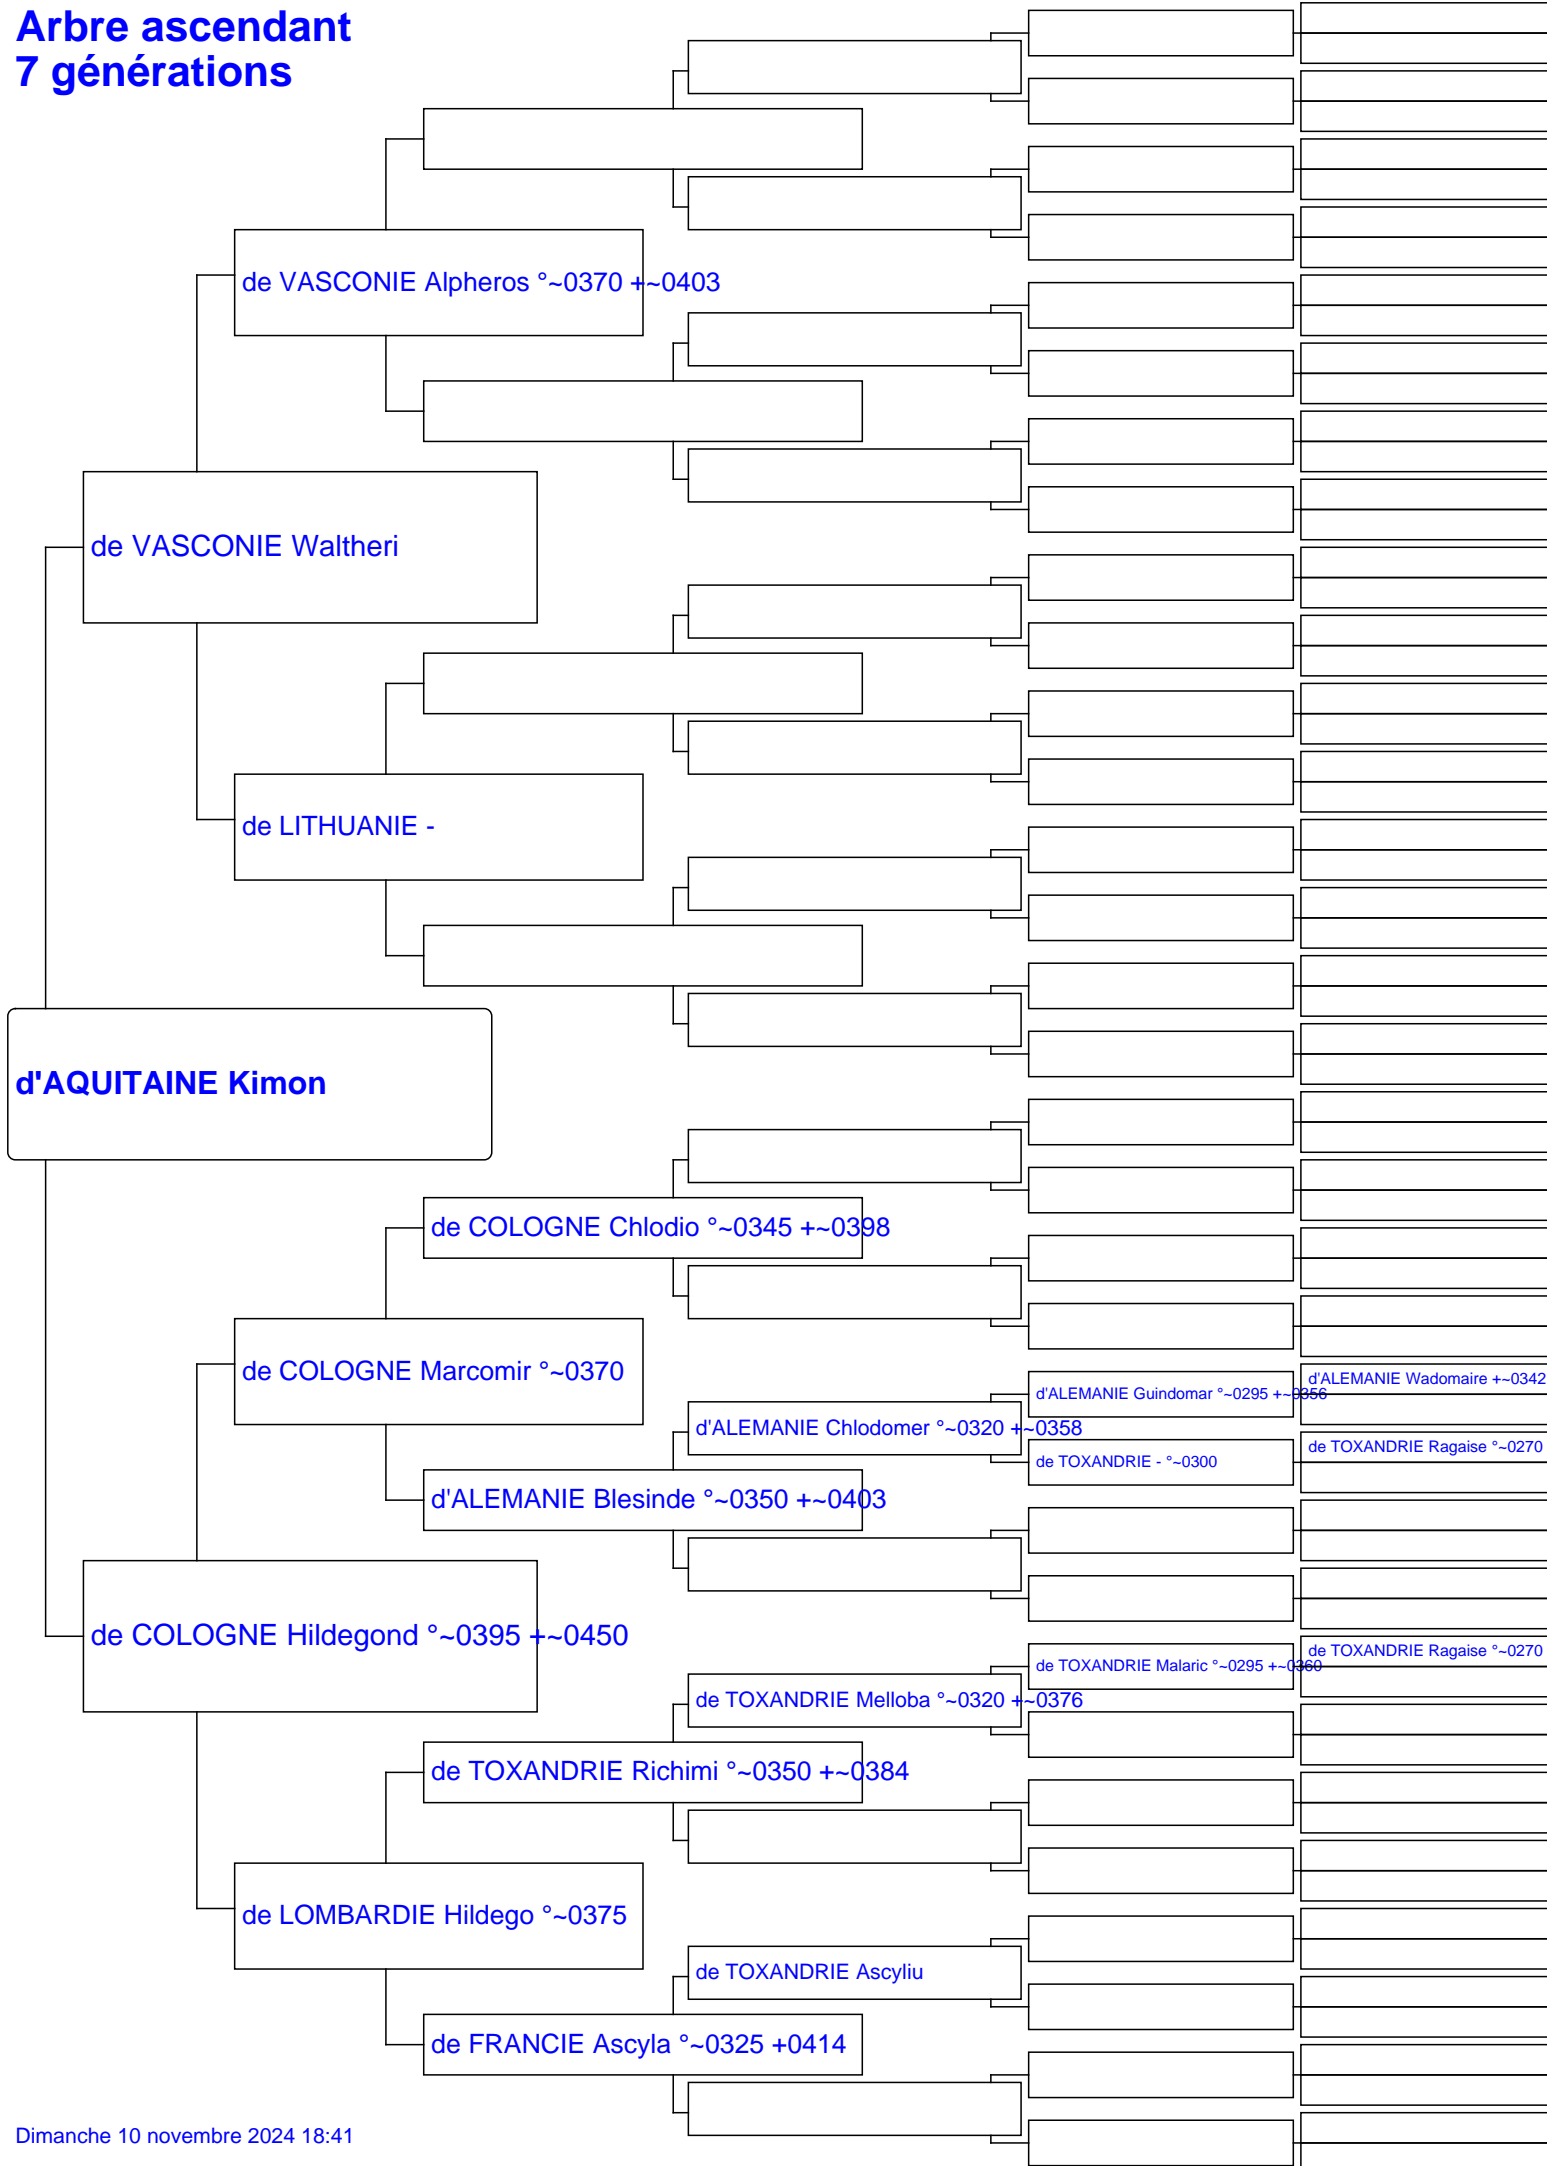 Arbre ascendant
7 générations
de VASCONIE Alpheros °~0370 +~0403
de VASCONIE Waltheri
de LITHUANIE -
d'AQUITAINE Kimon
de COLOGNE Chlodio °~0345 +~0398
de COLOGNE Marcomir °~0370
d'ALEMANIE Wadomaire +~0342
d'ALEMANIE Guindomar °~0295 +~0356
d'ALEMANIE Chlodomer °~0320 +~0358
de TOXANDRIE Ragaise °~0270
de TOXANDRIE - °~0300
d'ALEMANIE Blesinde °~0350 +~0403
de COLOGNE Hildegond °~0395 +~0450
de TOXANDRIE Ragaise °~0270
de TOXANDRIE Malaric °~0295 +~0360
de TOXANDRIE Melloba °~0320 +~0376
de TOXANDRIE Richimi °~0350 +~0384
de LOMBARDIE Hildego °~0375
de TOXANDRIE Ascyliu
de FRANCIE Ascyla °~0325 +0414
Dimanche 10 novembre 2024 18:41